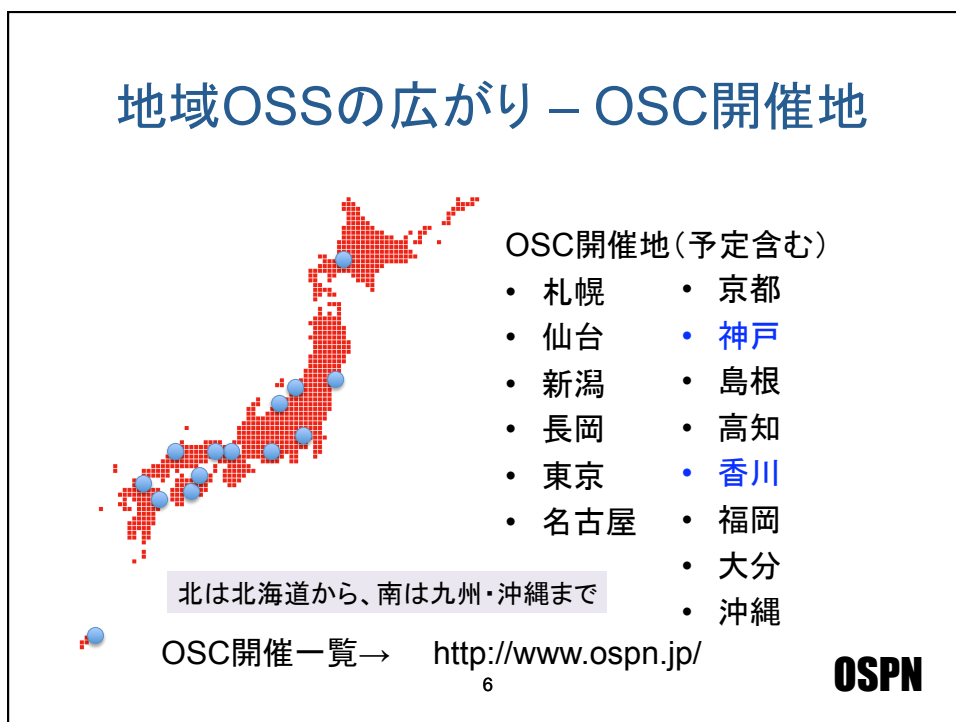 地域OSSの広がり – OSC開催地
OSC開催地(予定含む)
• 札幌
• 仙台
• 新潟
• 長岡
• 東京
• 名古屋
• 京都
• 神戸
• 島根
• 高知
• 香川
• 福岡
• 大分
• 沖縄
北は北海道から、南は九州・沖縄まで
OSC開催一覧→ http://www.ospn.jp/
6
OSPN